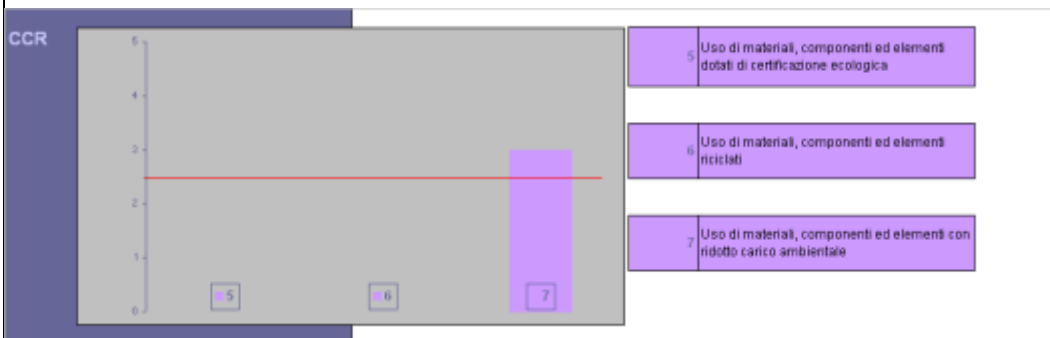 CCR
5
4
3
2
1
0
5
6
7
5 Uso di materiali, componenti ed elementi
dotati di certificazione ecologica
6 Uso di materiali, componenti ed elementi
riciclati
7 Uso di materiali, componenti ed elementi con
ridotto carico ambientale